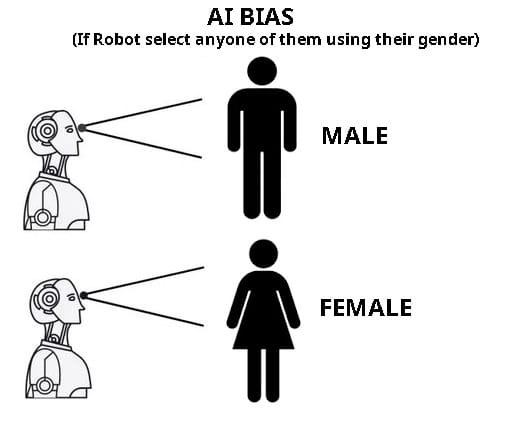 AI BIAS
(If Robot select anyone of them using their gender)
MALE
FEMALE